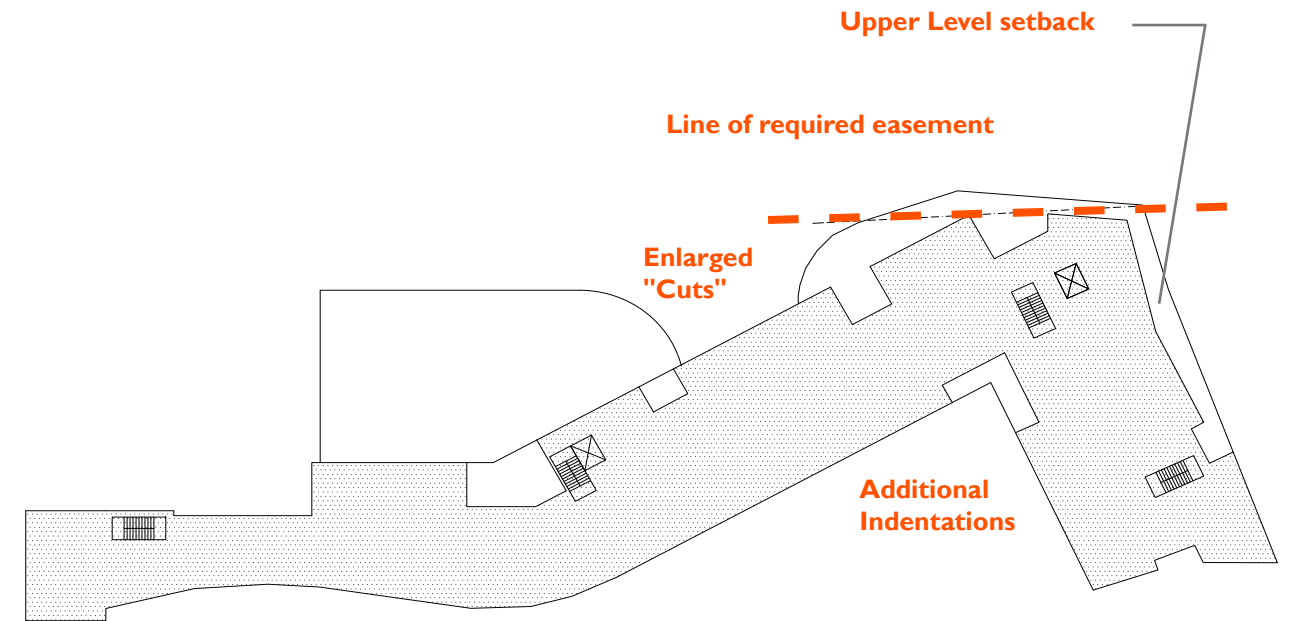 Upper Level setback
Line of required easement
Enlarged
"Cuts"
Additional
Indentations